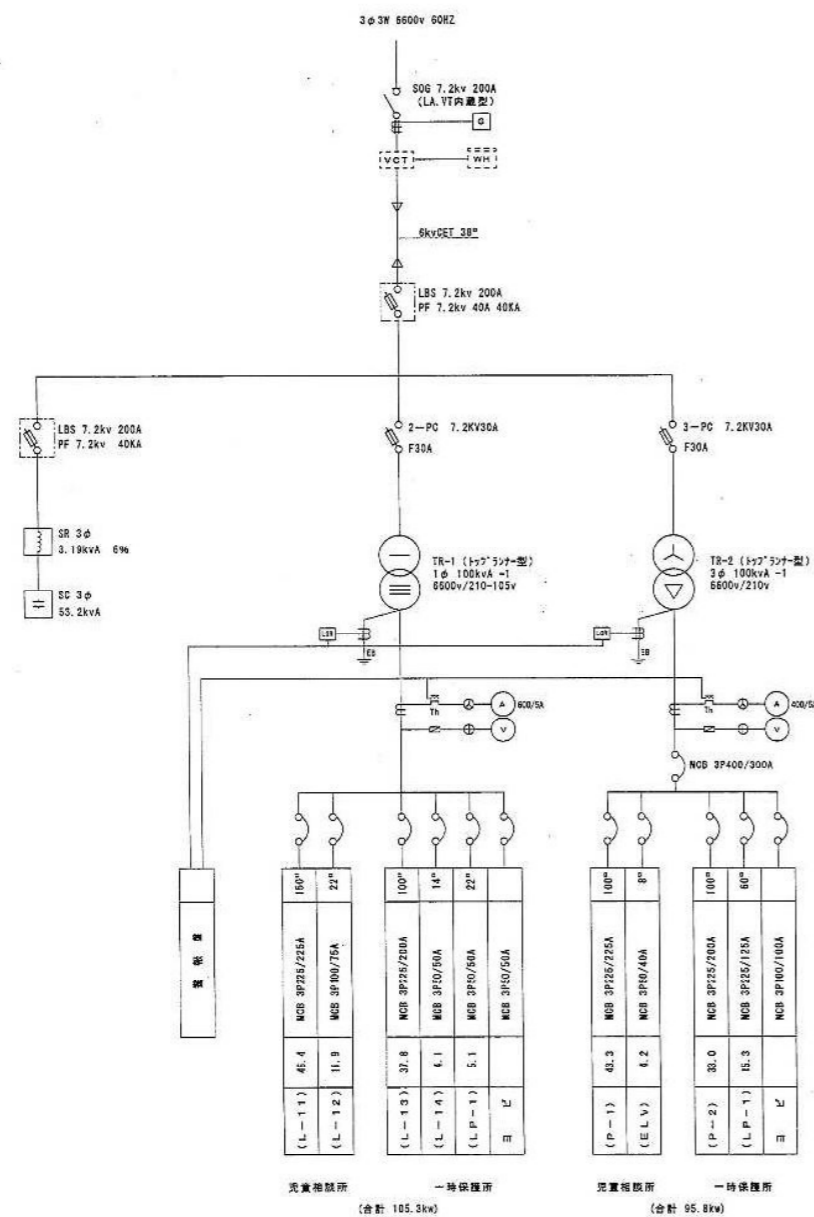 3φ3W 6600v 60HZ
SOG 7.2kv 200A
(LA.VT内蔵型)
G
VCT
WH
6kvCET 38°
LBS 7.2kv 200A
PF 7.2kv 40A 40KA
LBS 7.2kv 200A
PF 7.2kv 40KA
2-PC 7.2KV30A
F30A
3-PC 7.2KV30A
F30A
SR 3φ
3.19kvA 6%
SC 3φ
53.2kvA
TR-1 (トップランナー型)
1φ 100kvA -1
6600v/210-105v
TR-2 (トップランナー型)
3φ 100kvA -1
6600v/210v
LGR
EB
LGR
EB
Th
A
600/5A
V
Th
A
400/5A
V
MCB 3P400/300A
150°
MCB 3P225/225A
(L-11)
22°
MCB 3P100/75A
(L-12)
100°
MCB 3P225/200A
37.8
(L-13)
14°
MCB 3P50/50A
(L-14)
22°
MCB 3P50/50A
5.1
(LP-1)
MCB 3P50/50A
ヨビ
100°
MCB 3P225/225A
43.3
(P-1)
8°
MCB 3P50/40A
4.2
(ELV)
100°
MCB 3P225/200A
33.0
(P-2)
60°
MCB 3P225/125A
15.3
(LP-1)
MCB 3P100/100A
ヨビ
児童相談所
一時保護所
(合計 105.3kw)
児童相談所
一時保護所
(合計 95.8kw)